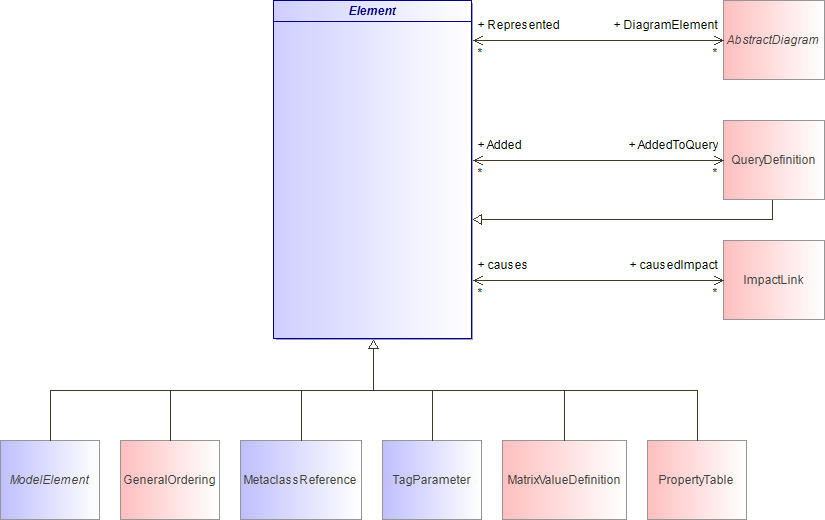 Element
+ Represented + DiagramElement
* *
AbstractDiagram
+ Added + AddedToQuery
* *
QueryDefinition
+ causes + causedImpact
* *
ImpactLink
ModelElement GeneralOrdering MetaclassReference TagParameter MatrixValueDefinition PropertyTable